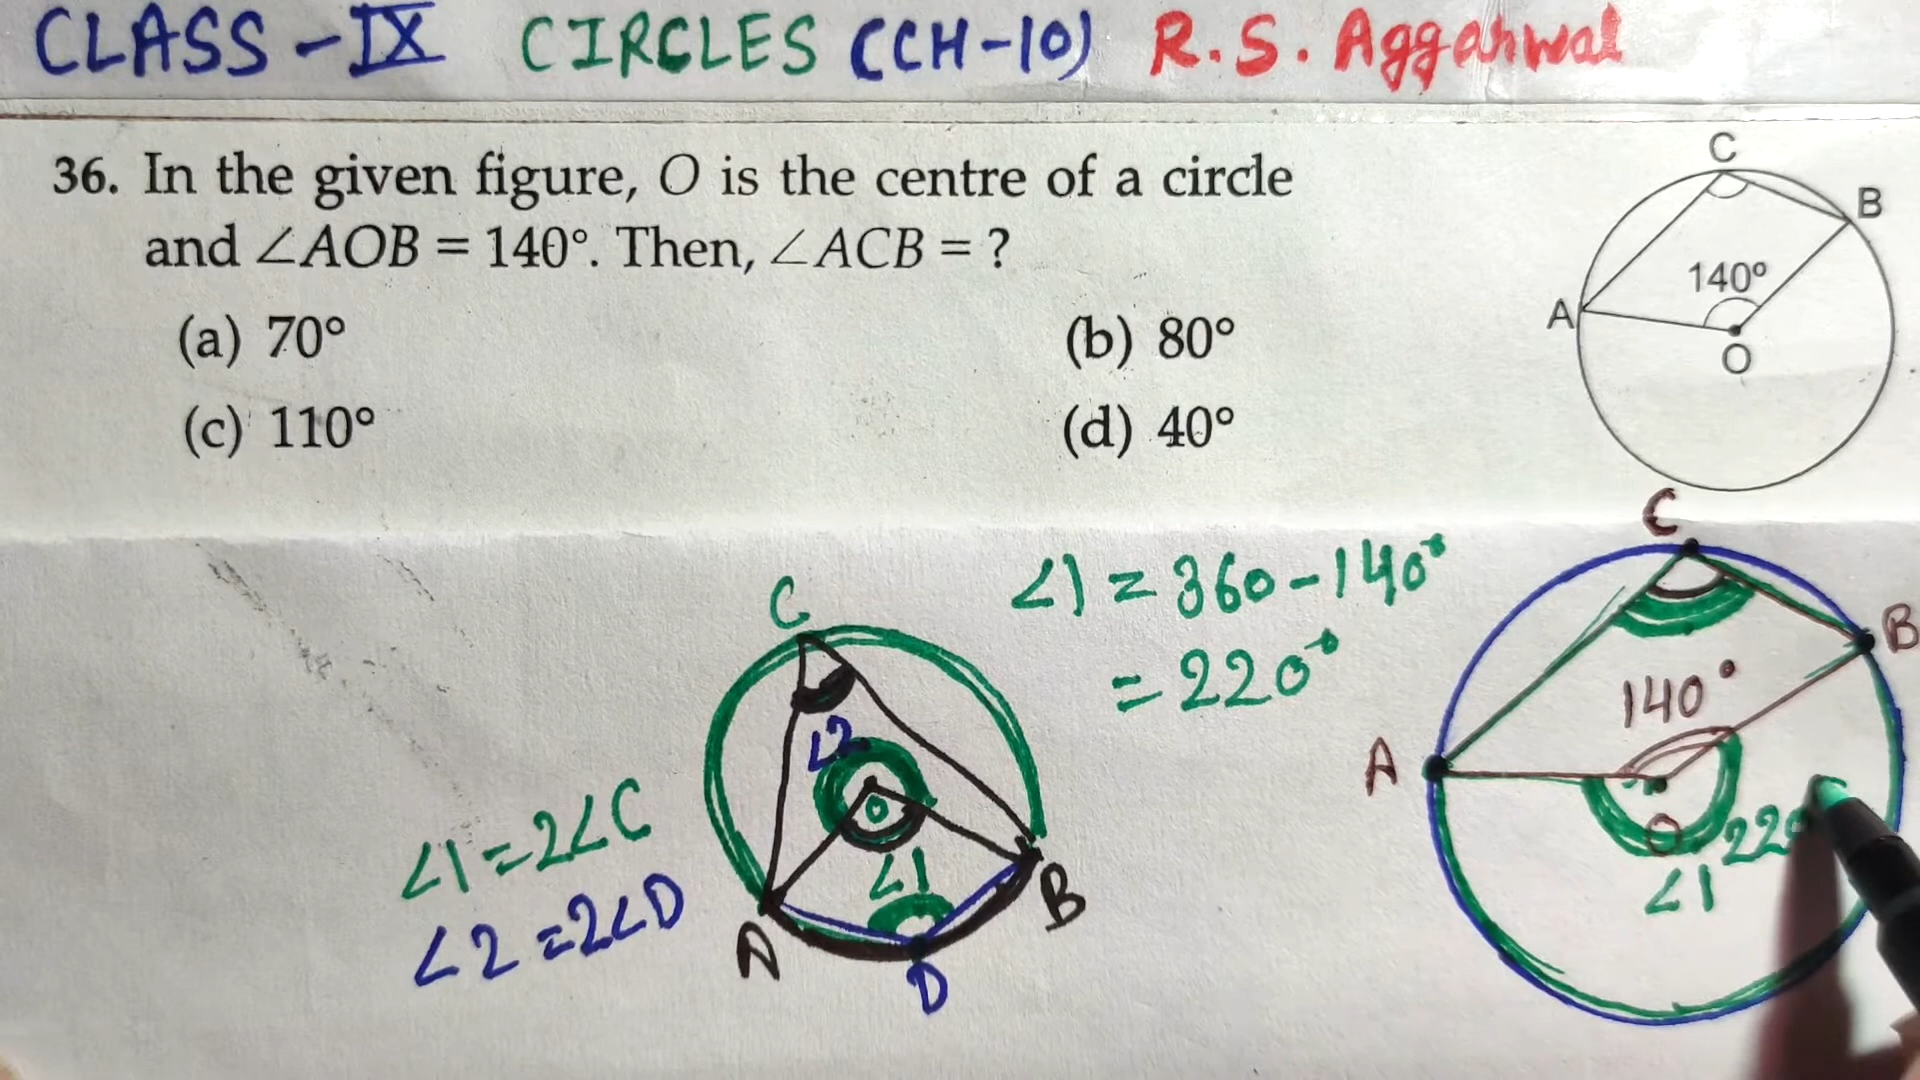 CLASS-IX CIRCLES (CH-10) R.S. Aggarwal
36. In the given figure, O is the centre of a circle
and ∠AOB = 140°. Then, ∠ACB = ?
(a) 70° (b) 80°
(c) 110° (d) 40°
C
B
140°
A
O
∠1 = 360-140°
= 220°
∠1=2∠C
∠2=2∠D
C
∠2
O
∠1
A
B
D
C
B
140°
A
O
∠1